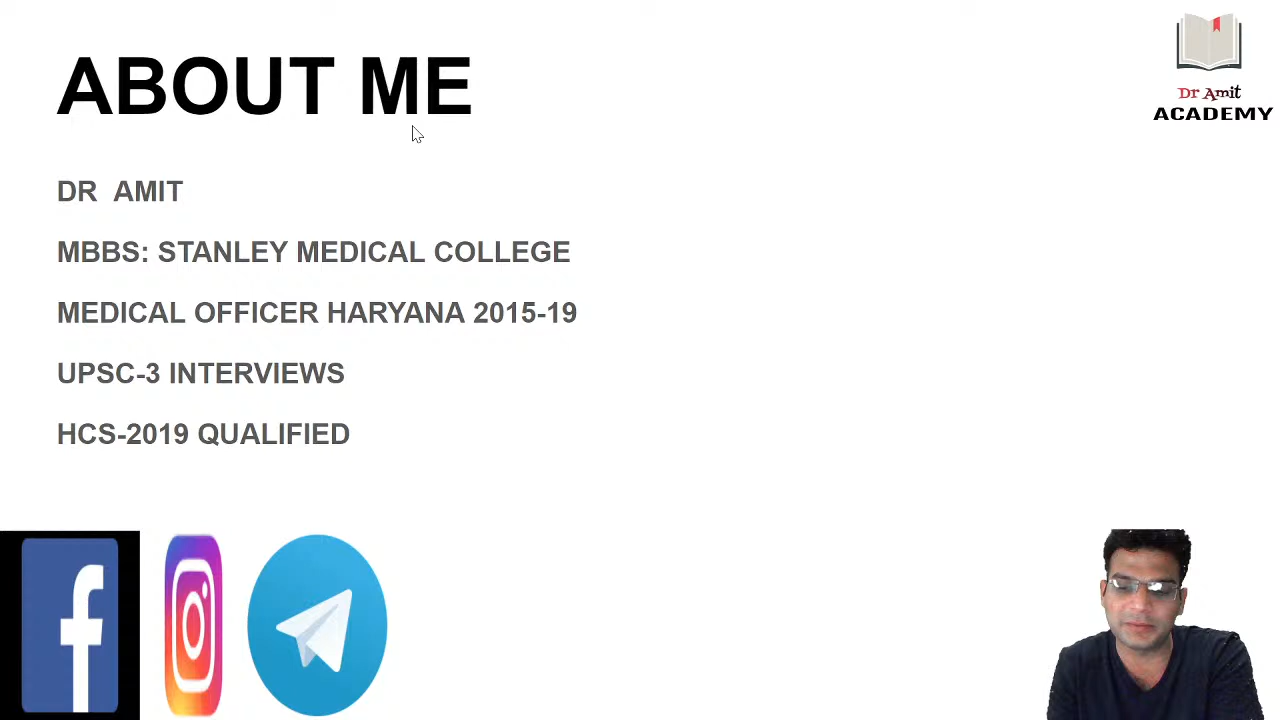 ABOUT ME
Dr Amit
ACADEMY
DR AMIT
MBBS: STANLEY MEDICAL COLLEGE
MEDICAL OFFICER HARYANA 2015-19
UPSC-3 INTERVIEWS
HCS-2019 QUALIFIED